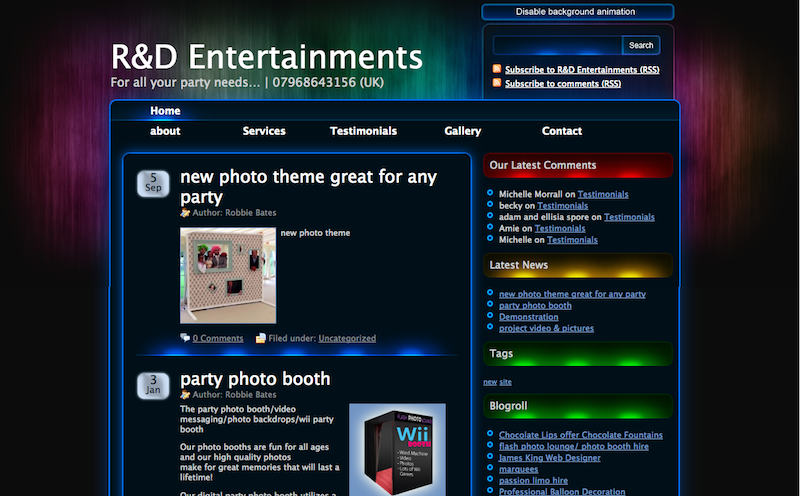 Disable background animation
Search
R&D Entertainments
For all your party needs... | 07968643156 (UK)
Subscribe to R&D Entertainments (RSS)
Subscribe to comments (RSS)
Home
about
Services
Testimonials
Gallery
Contact
5
Sep
new photo theme great for any
party
Author: Robbie Bates
new photo theme
0 Comments
Filed under: Uncategorized
3
Jan
party photo booth
Author: Robbie Bates
The party photo booth/video
messaging/photo backdrops/wii party
booth
Our photo booths are fun for all ages
and our high quality photos
make for great memories that will last a
lifetime!
Our digital party photo booth utilizes a
Wii
Our Latest Comments
Michelle Morrall on Testimonials
becky on Testimonials
adam and ellisia spore on Testimonials
Amie on Testimonials
Michelle on Testimonials
Latest News
new photo theme great for any party
party photo booth
Demonstration
project video & pictures
Tags
new site
Blogroll
Chocolate Lips offer Chocolate Fountains
flash photo lounge/ photo booth hire
James King Web Designer
marquees
passion limo hire
Professional Balloon Decoration